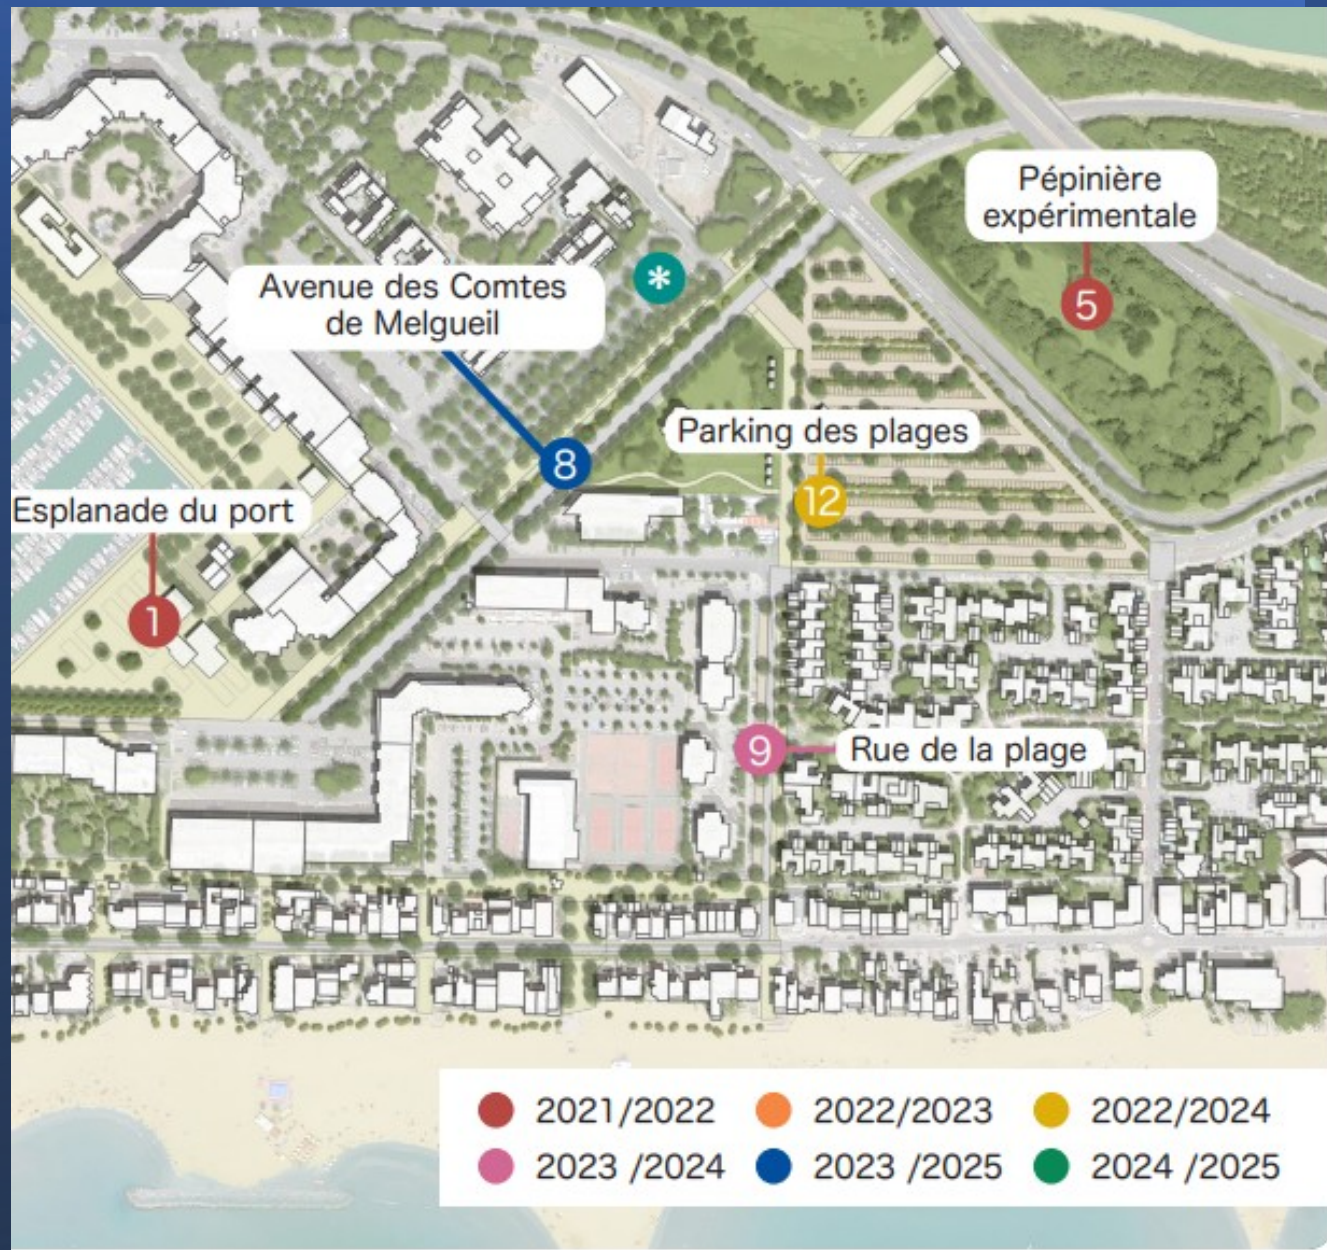 Pépinière
expérimentale
5
*
Avenue des Comtes
de Melgueil
8
Parking des plages
12
Esplanade du port
1
9
Rue de la plage
2021/2022
2022/2023
2022/2024
2023 /2024
2023 /2025
2024 /2025